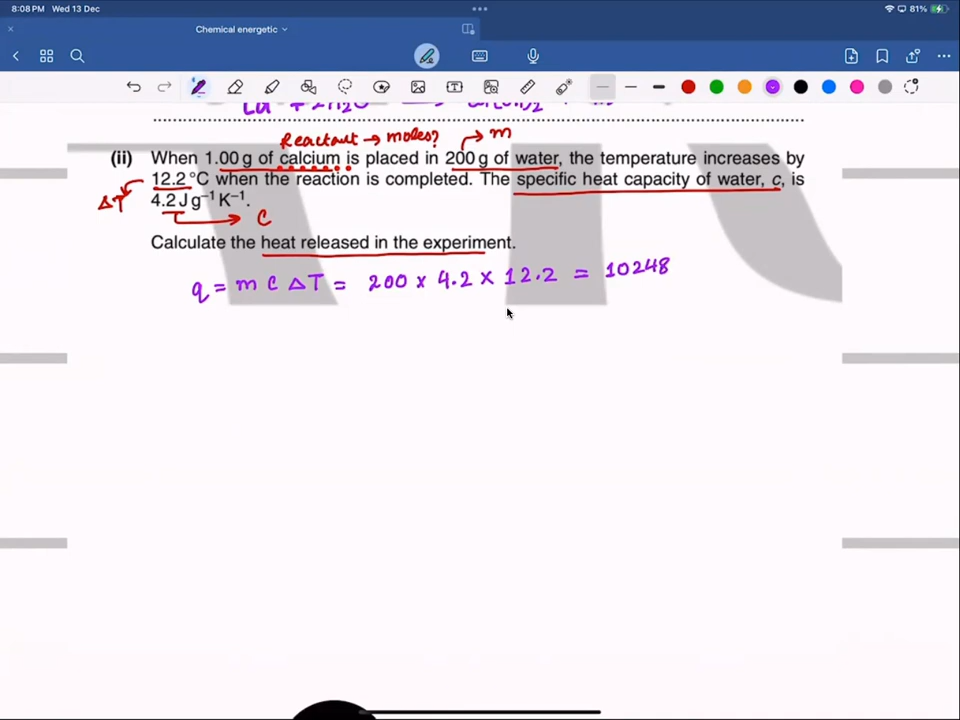 8:08 PM Wed 13 Dec
81%
Chemical energetic
Reactant → moles? → m
(ii) When 1.00 g of calcium is placed in 200 g of water, the temperature increases by
12.2 °C when the reaction is completed. The specific heat capacity of water, c, is
ΔT
4.2 J g⁻¹ K⁻¹.
→ C
Calculate the heat released in the experiment.
q = m c ΔT = 200 × 4.2 × 12.2 = 10248